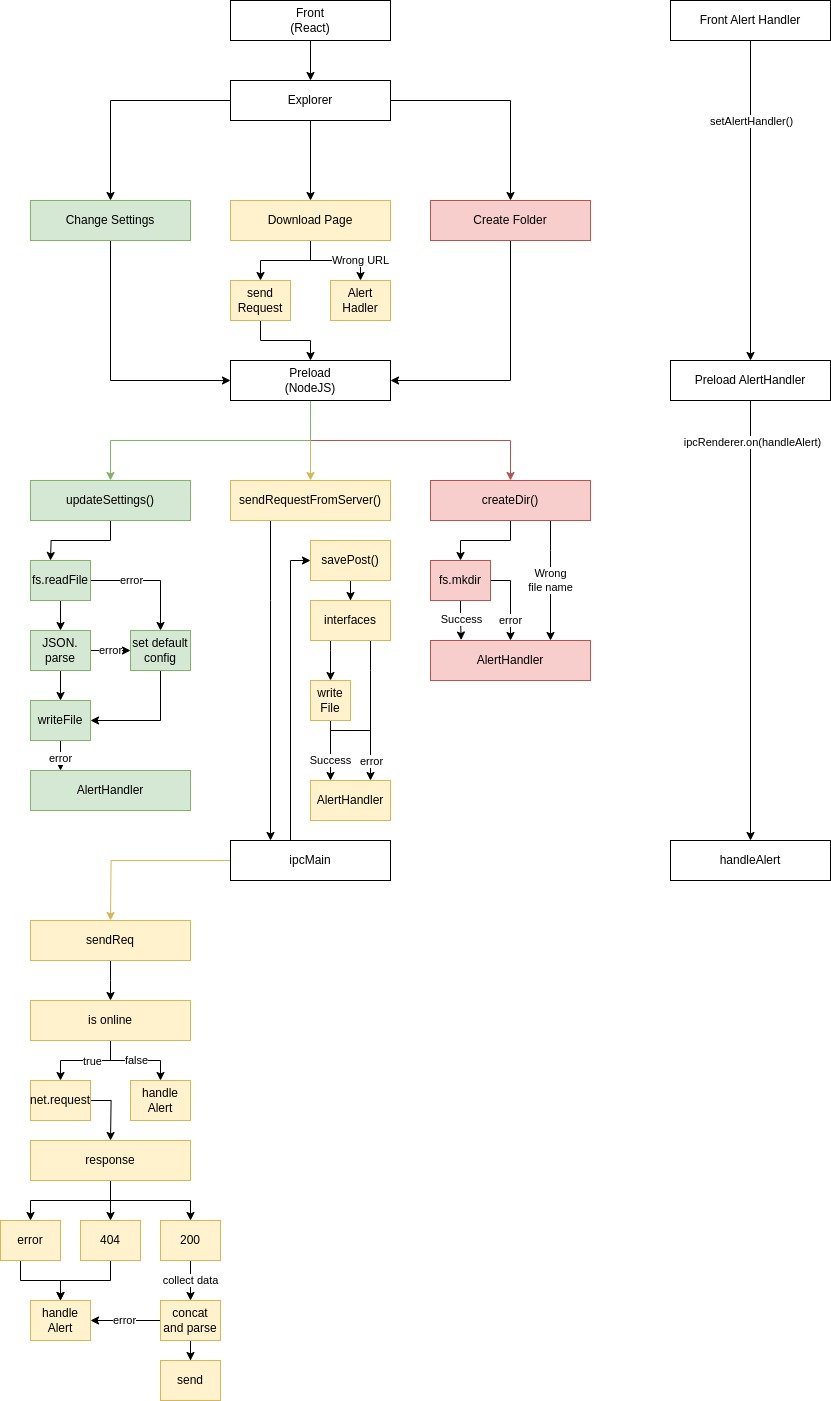 Front
(React)
Front Alert Handler
Explorer
setAlertHandler()
Change Settings
Download Page
Create Folder
Wrong URL
send
Request
Alert
Hadler
Preload
(NodeJS)
Preload AlertHandler
ipcRenderer.on(handleAlert)
updateSettings()
sendRequestFromServer()
createDir()
savePost()
fs.readFile
error
fs.mkdir
Wrong
file name
interfaces
Success
error
JSON.
parse
error
set default
config
AlertHandler
write
File
writeFile
error
Success
error
AlertHandler
AlertHandler
ipcMain
handleAlert
sendReq
is online
true
false
net.request
handle
Alert
response
error
404
200
collect data
handle
Alert
error
concat
and parse
send